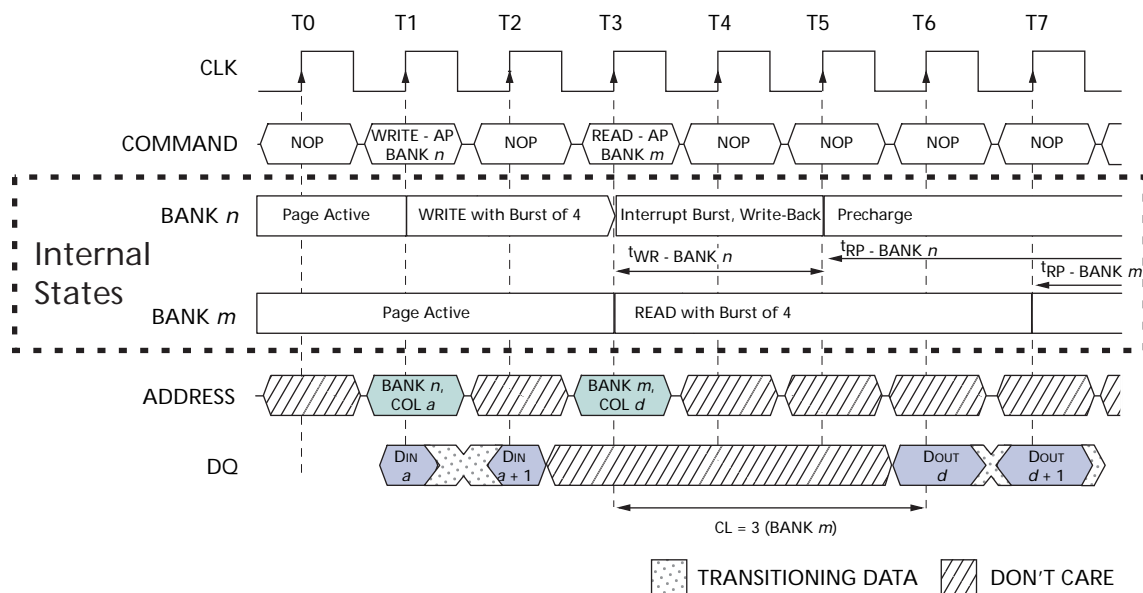 T0 T1 T2 T3 T4 T5 T6 T7
CLK
COMMAND
NOP
WRITE - AP
BANK n
NOP
READ - AP
BANK m
NOP
NOP
NOP
NOP
Internal
States
BANK n
Page Active
WRITE with Burst of 4
Interrupt Burst, Write-Back
Precharge
tWR - BANK n
tRP - BANK n
tRP - BANK m
BANK m
Page Active
READ with Burst of 4
ADDRESS
BANK n,
COL a
BANK m,
COL d
DQ
DIN
a
DIN
a + 1
DOUT
d
DOUT
d + 1
CL = 3 (BANK m)
TRANSITIONING DATA
DON'T CARE